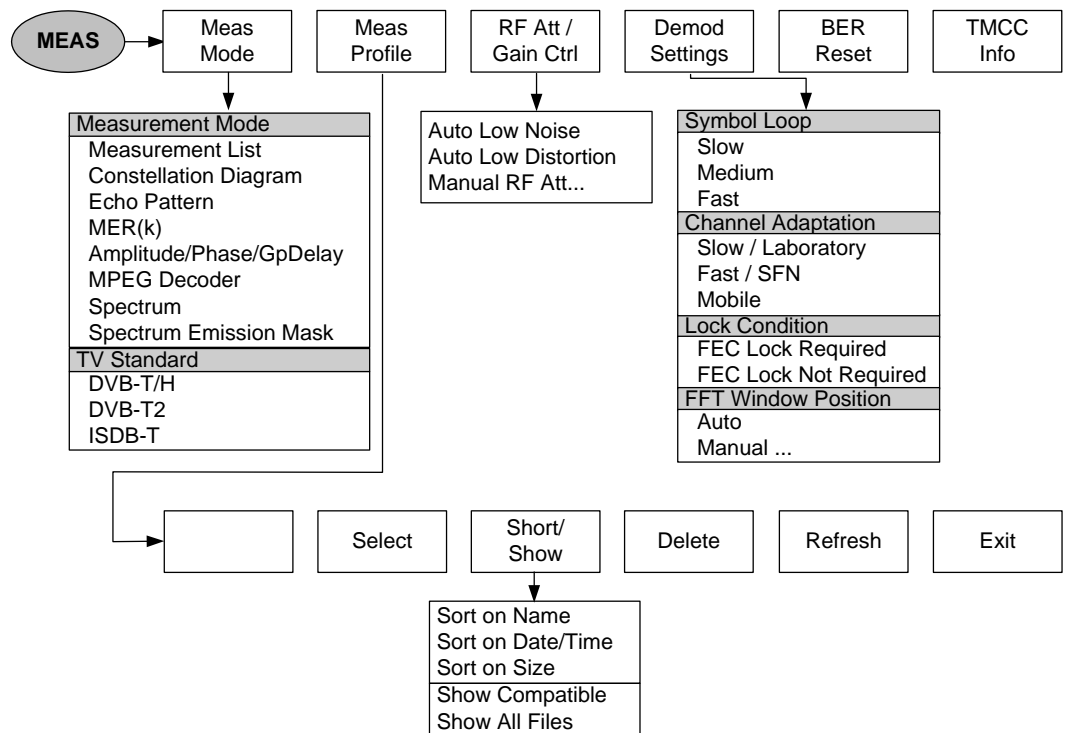 MEAS
Meas
Mode
Meas
Profile
RF Att /
Gain Ctrl
Demod
Settings
BER
Reset
TMCC
Info
Measurement Mode
Measurement List
Constellation Diagram
Echo Pattern
MER(k)
Amplitude/Phase/GpDelay
MPEG Decoder
Spectrum
Spectrum Emission Mask
TV Standard
DVB-T/H
DVB-T2
ISDB-T
Auto Low Noise
Auto Low Distortion
Manual RF Att...
Symbol Loop
Slow
Medium
Fast
Channel Adaptation
Slow / Laboratory
Fast / SFN
Mobile
Lock Condition
FEC Lock Required
FEC Lock Not Required
FFT Window Position
Auto
Manual ...
Select
Short/
Show
Delete
Refresh
Exit
Sort on Name
Sort on Date/Time
Sort on Size
Show Compatible
Show All Files